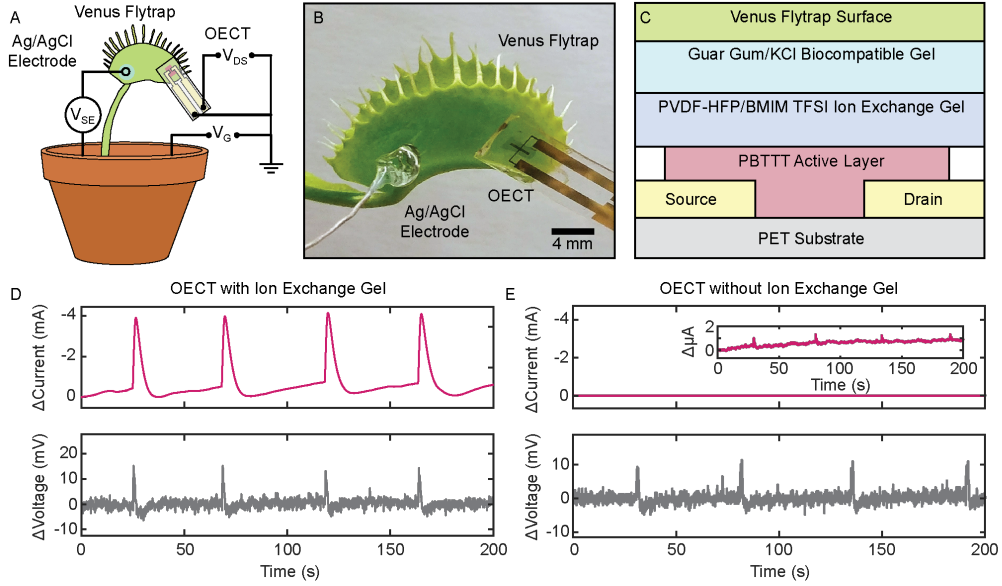 A
Venus Flytrap
Ag/AgCl
Electrode
OECT
V_DS
V_SE
V_G
B
Venus Flytrap
OECT
Ag/AgCl
Electrode
4 mm
C
Venus Flytrap Surface
Guar Gum/KCl Biocompatible Gel
PVDF-HFP/BMIM TFSI Ion Exchange Gel
PBTTT Active Layer
Source
Drain
PET Substrate
D
OECT with Ion Exchange Gel
ΔCurrent (mA)
-4
-2
0
ΔVoltage (mV)
20
10
0
-10
0 50 100 150 200
Time (s)
E
OECT without Ion Exchange Gel
ΔCurrent (mA)
-4
-2
0
ΔµA
2
0
0 50 100 150 200
Time (s)
ΔVoltage (mV)
10
0
-10
0 50 100 150 200
Time (s)